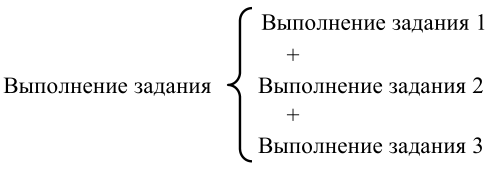 Выполнение задания 1
+
Выполнение задания
Выполнение задания 2
+
Выполнение задания 3